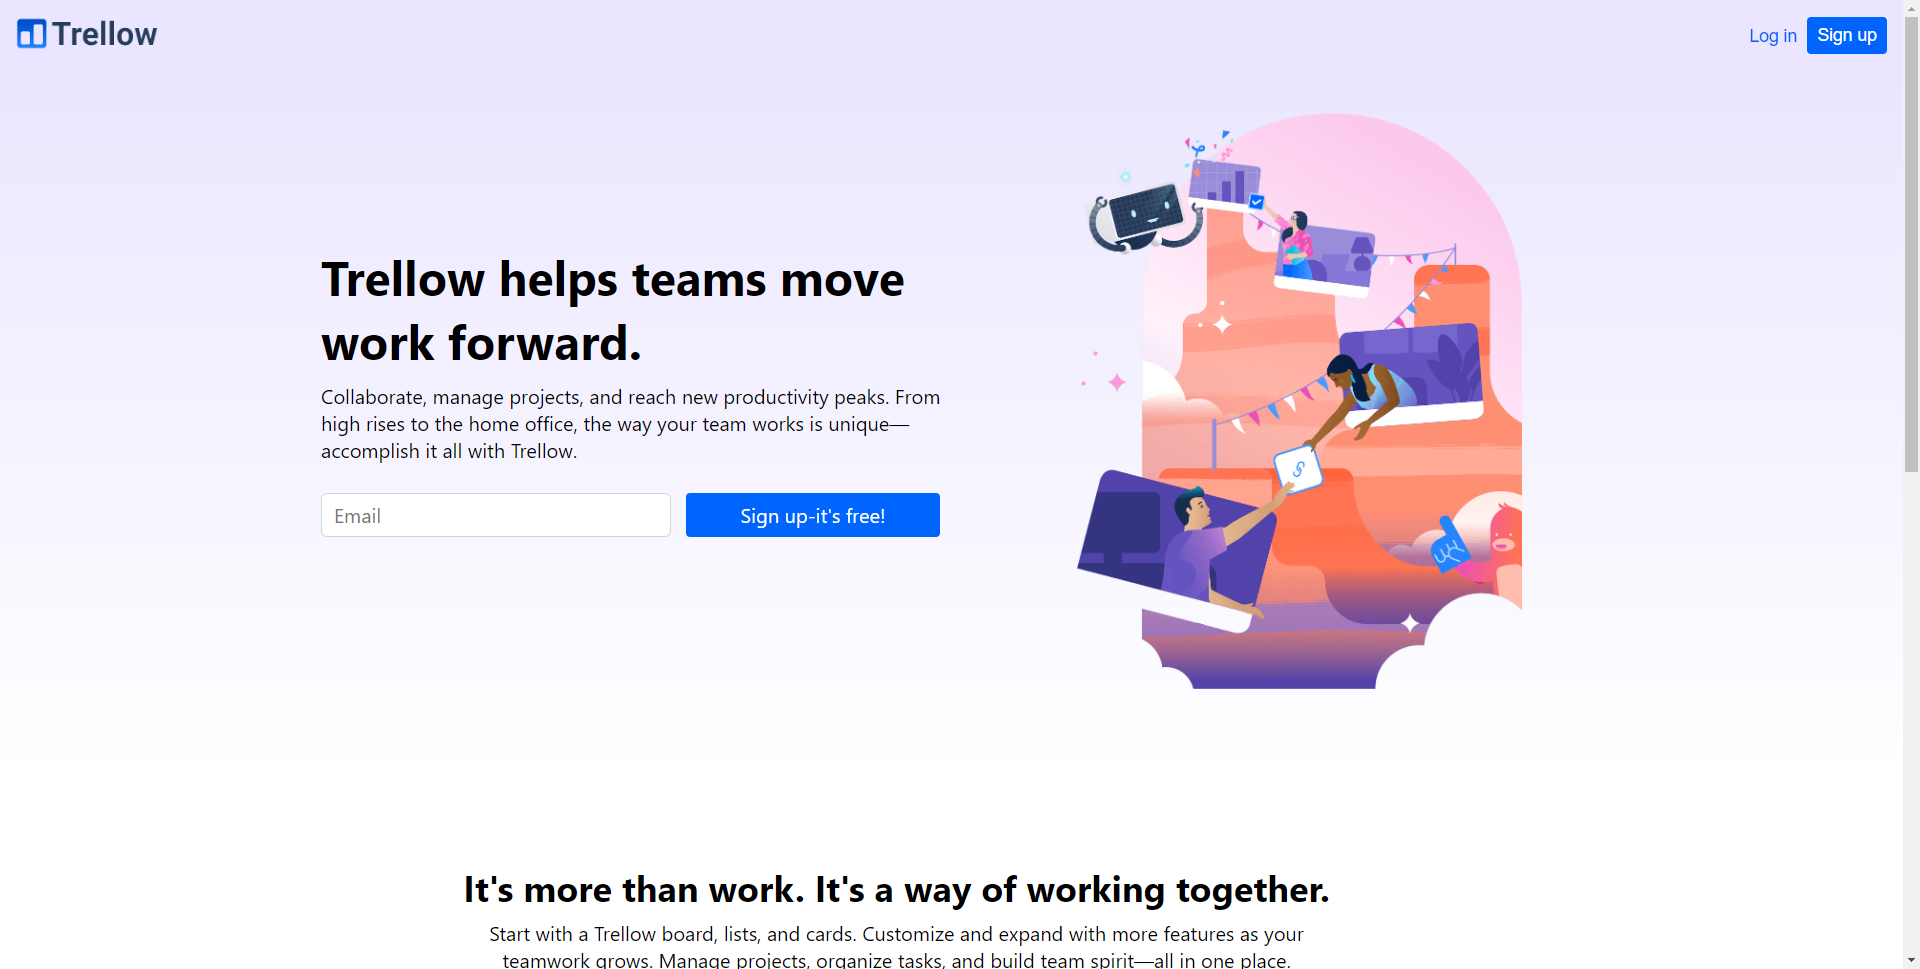 Trellow
Log in
Sign up
Trellow helps teams move
work forward.
Collaborate, manage projects, and reach new productivity peaks. From
high rises to the home office, the way your team works is unique—
accomplish it all with Trellow.
Email
Sign up-it's free!
It's more than work. It's a way of working together.
Start with a Trellow board, lists, and cards. Customize and expand with more features as your
teamwork grows. Manage projects, organize tasks, and build team spirit—all in one place.